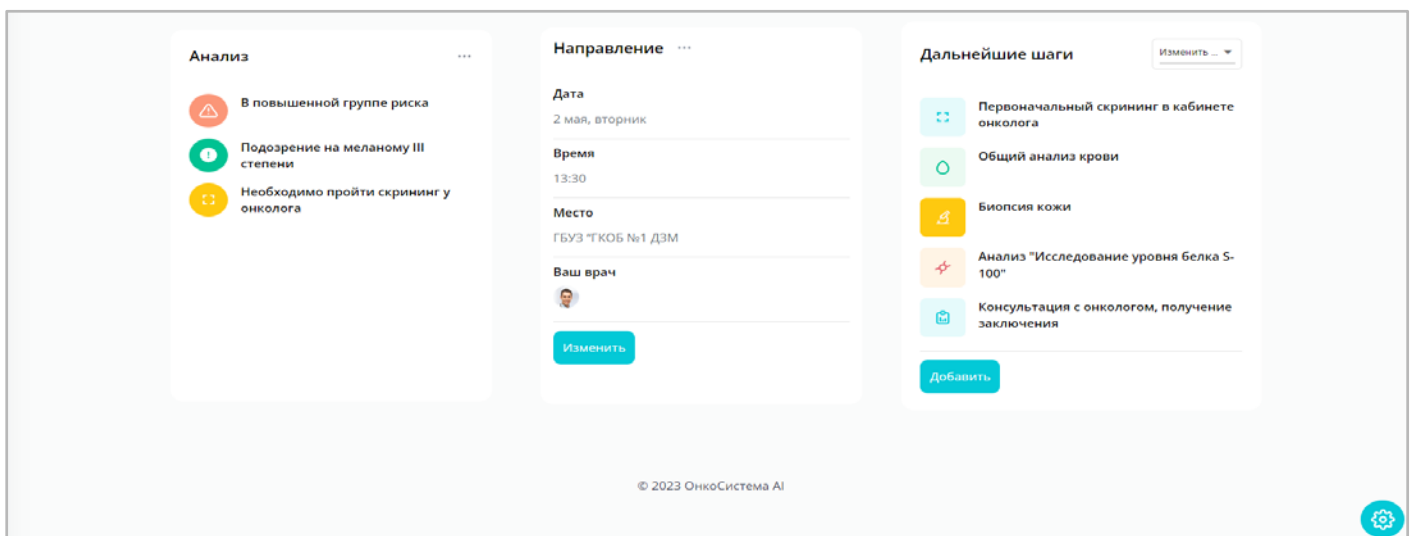 Анализ
...
В повышенной группе риска
Подозрение на меланому III
степени
Необходимо пройти скрининг у
онколога
Направление ...
Дата
2 мая, вторник
Время
13:30
Место
ГБУЗ "ГКОБ №1 ДЗМ
Ваш врач
Изменить
Дальнейшие шаги
Изменить ...
Первоначальный скрининг в кабинете
онколога
Общий анализ крови
Биопсия кожи
Анализ "Исследование уровня белка S-
100"
Консультация с онкологом, получение
заключения
Добавить
© 2023 ОнкоСистема AI